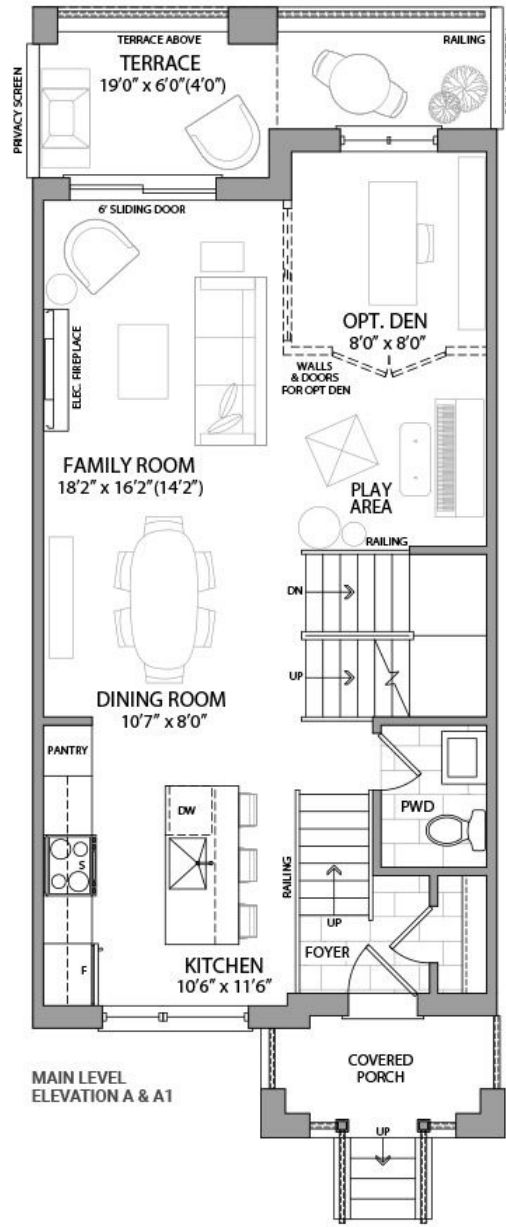 TERRACE ABOVE
RAILING
TERRACE
19'0" x 6'0"(4'0")
PRIVACY SCREEN
6' SLIDING DOOR
OPT. DEN
8'0" x 8'0"
ELEC. FIREPLACE
WALLS
& DOORS
FOR OPT DEN
FAMILY ROOM
18'2" x 16'2"(14'2")
PLAY
AREA
RAILING
DN
UP
DINING ROOM
10'7" x 8'0"
PANTRY
DW
PWD
S
RAILING
UP
FOYER
F
KITCHEN
10'6" x 11'6"
COVERED
PORCH
MAIN LEVEL
ELEVATION A & A1
UP